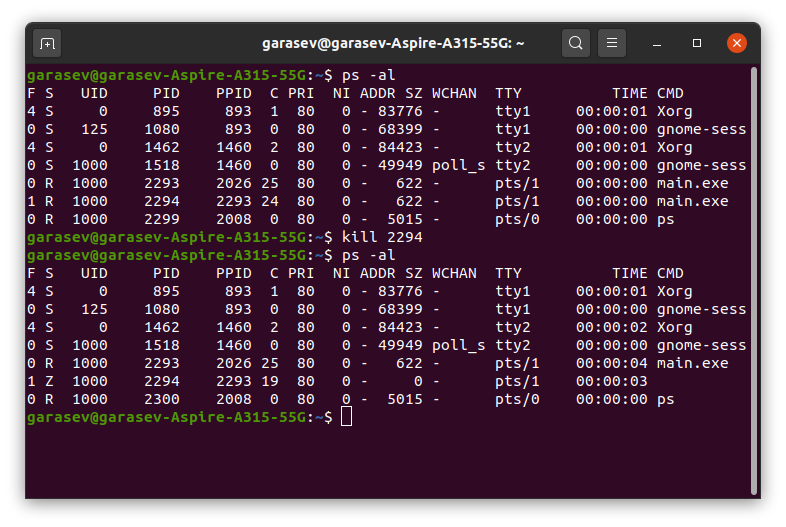 garasev@garasev-Aspire-A315-55G: ~
garasev@garasev-Aspire-A315-55G:~$ ps -al
F S   UID     PID    PPID  C PRI  NI ADDR SZ WCHAN  TTY          TIME CMD
4 S     0     895     893  1  80   0 - 83776 -      tty1     00:00:01 Xorg
0 S   125    1080     893  0  80   0 - 68399 -      tty1     00:00:00 gnome-sess
4 S     0    1462    1460  2  80   0 - 84423 -      tty2     00:00:01 Xorg
0 S  1000    1518    1460  0  80   0 - 49949 poll_s tty2     00:00:00 gnome-sess
0 R  1000    2293    2026 25  80   0 -   622 -      pts/1    00:00:00 main.exe
1 R  1000    2294    2293 24  80   0 -   622 -      pts/1    00:00:00 main.exe
0 R  1000    2299    2008  0  80   0 -  5015 -      pts/0    00:00:00 ps
garasev@garasev-Aspire-A315-55G:~$ kill 2294
garasev@garasev-Aspire-A315-55G:~$ ps -al
F S   UID     PID    PPID  C PRI  NI ADDR SZ WCHAN  TTY          TIME CMD
4 S     0     895     893  1  80   0 - 83776 -      tty1     00:00:01 Xorg
0 S   125    1080     893  0  80   0 - 68399 -      tty1     00:00:00 gnome-sess
4 S     0    1462    1460  2  80   0 - 84423 -      tty2     00:00:02 Xorg
0 S  1000    1518    1460  0  80   0 - 49949 poll_s tty2     00:00:00 gnome-sess
0 R  1000    2293    2026 25  80   0 -   622 -      pts/1    00:00:04 main.exe
1 Z  1000    2294    2293 19  80   0 -     0 -      pts/1    00:00:03
0 R  1000    2300    2008  0  80   0 -  5015 -      pts/0    00:00:00 ps
garasev@garasev-Aspire-A315-55G:~$